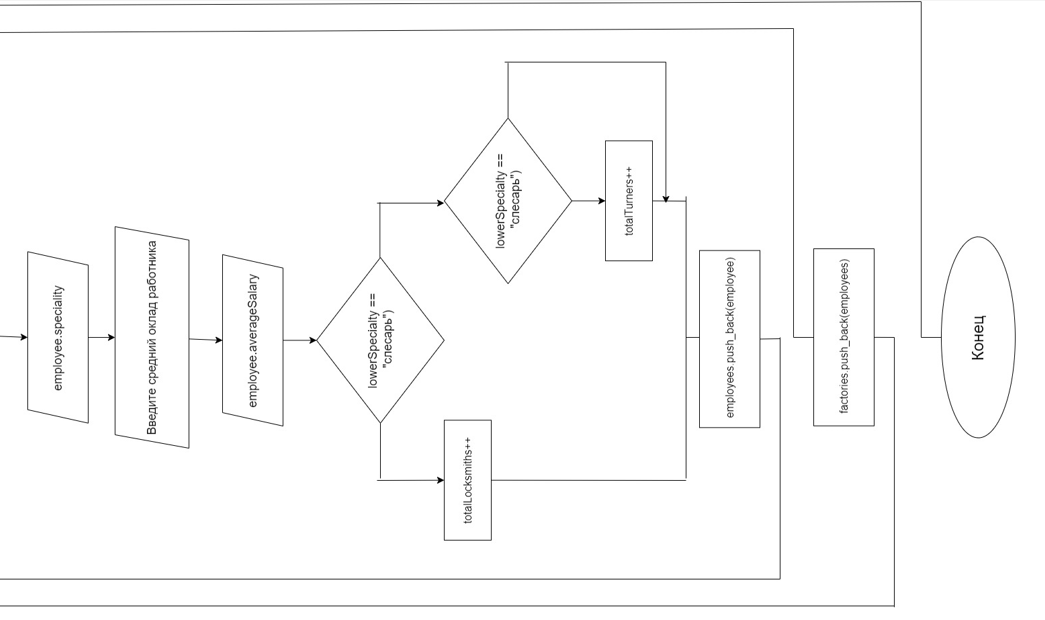 employee.speciality
Введите средний оклад работника
employee.averageSalary
lowerSpecialty ==
"слесарь")
totalLocksmiths++
lowerSpecialty ==
"слесарь")
totalTurners++
employees.push_back(employee)
factories.push_back(employees)
Конец